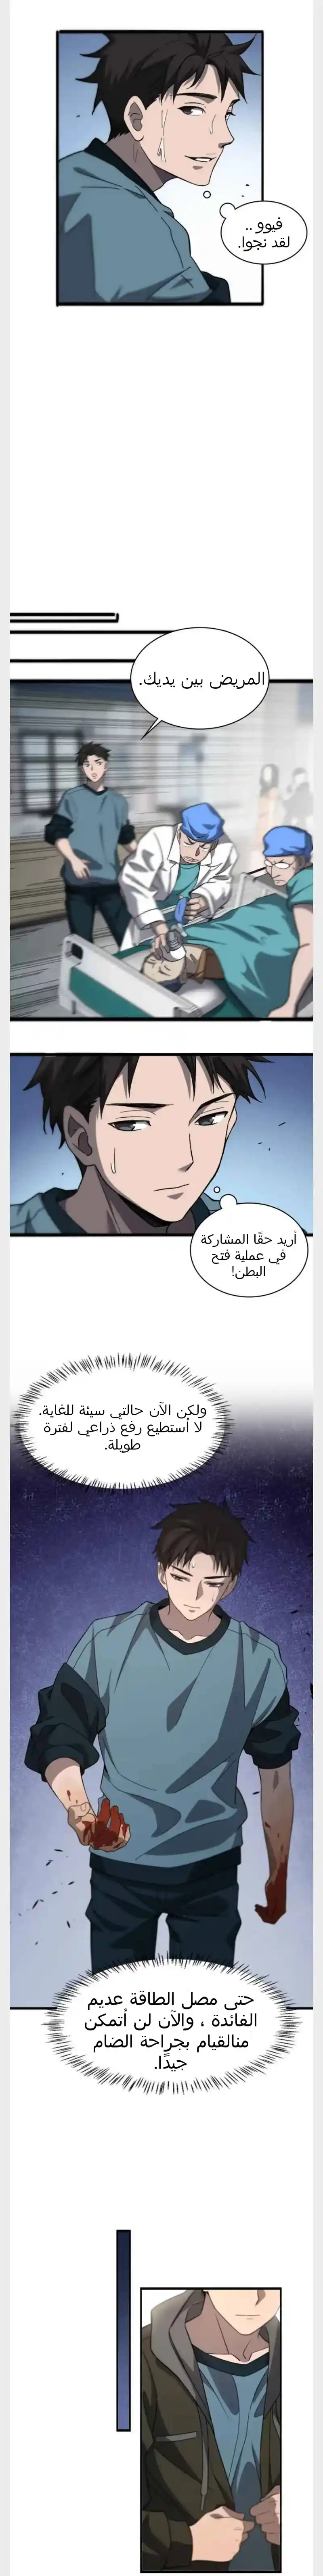 فيوو ..
لقد نجوا.
المريض بين يديك.
أريد حقًا المشاركة
في عملية فتح
البطن!
ولكن الآن حالتي سيئة للغاية.
لا أستطيع رفع ذراعي لفترة
طويلة.
حتى مصل الطاقة عديم
الفائدة ، والآن لن أتمكن
منالقيام بجراحة الضام
جيدًا.